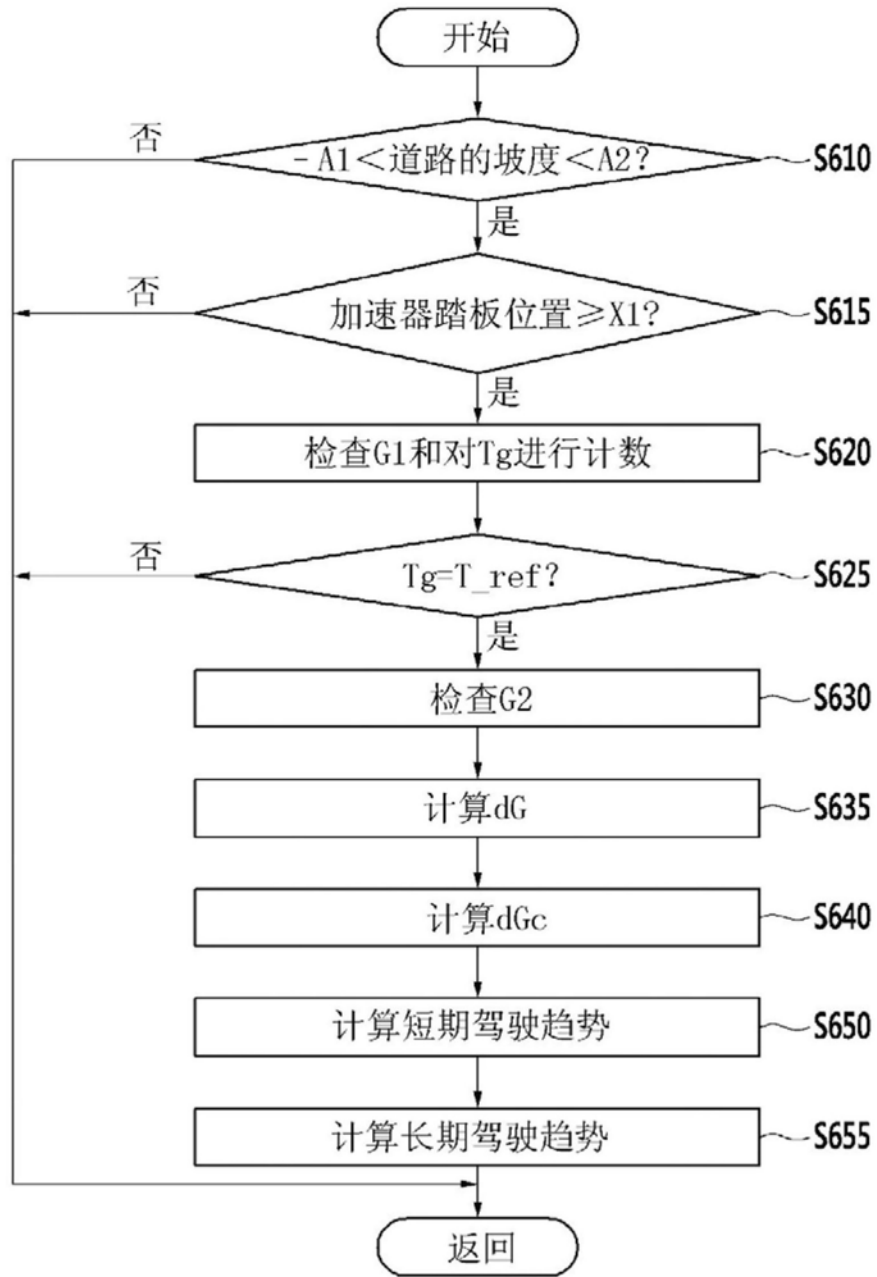 开始
否
-A1<道路的坡度<A2?
S610
是
否
加速器踏板位置≥X1?
S615
是
检查G1和对Tg进行计数
S620
否
Tg=T_ref?
S625
是
检查G2
S630
计算dG
S635
计算dGc
S640
计算短期驾驶趋势
S650
计算长期驾驶趋势
S655
返回